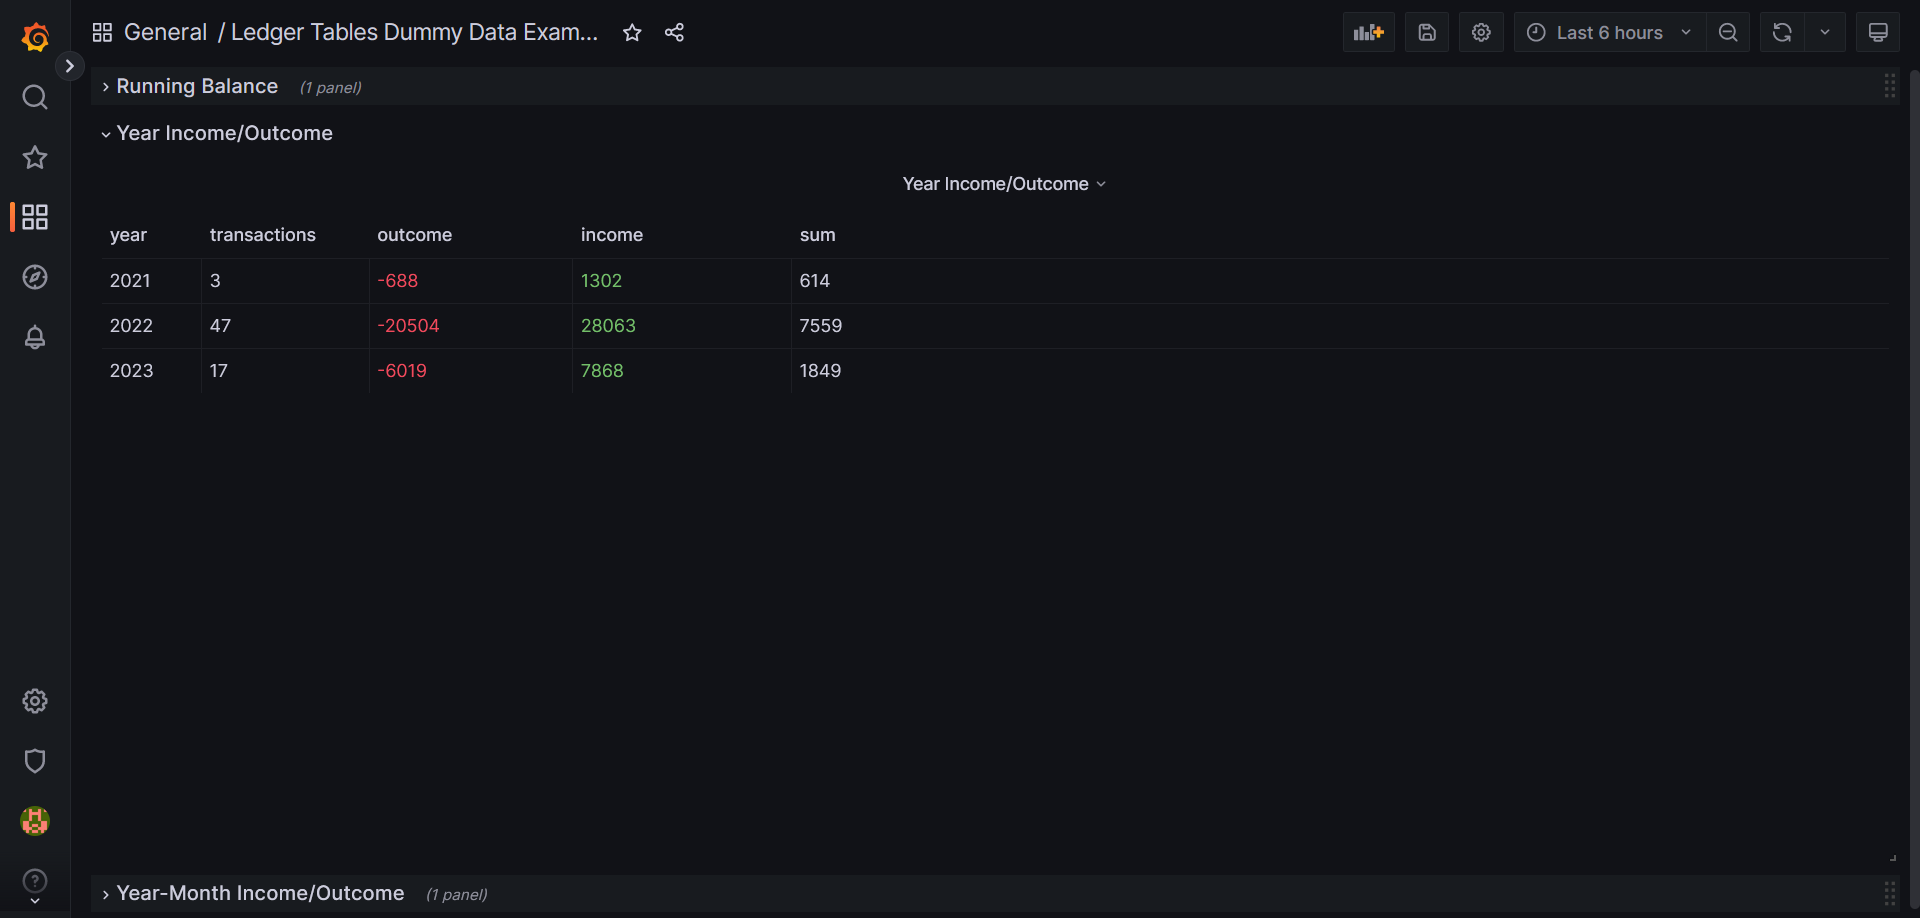 General / Ledger Tables Dummy Data Exam...
Last 6 hours
Running Balance (1 panel)
Year Income/Outcome
Year Income/Outcome
year transactions outcome income sum
2021 3 -688 1302 614
2022 47 -20504 28063 7559
2023 17 -6019 7868 1849
Year-Month Income/Outcome (1 panel)